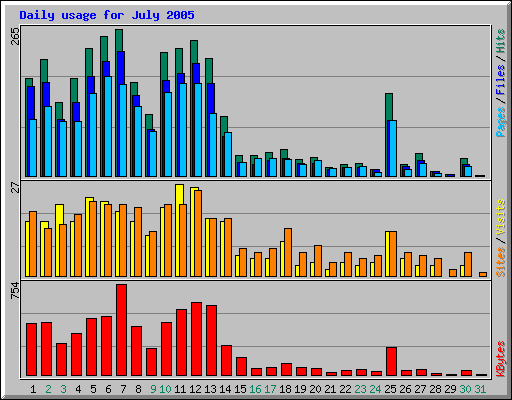 Daily usage for July 2005
265
Pages / Files / Hits
27
Sites / Visits
754
KBytes
1 2 3 4 5 6 7 8 9 10 11 12 13 14 15 16 17 18 19 20 21 22 23 24 25 26 27 28 29 30 31